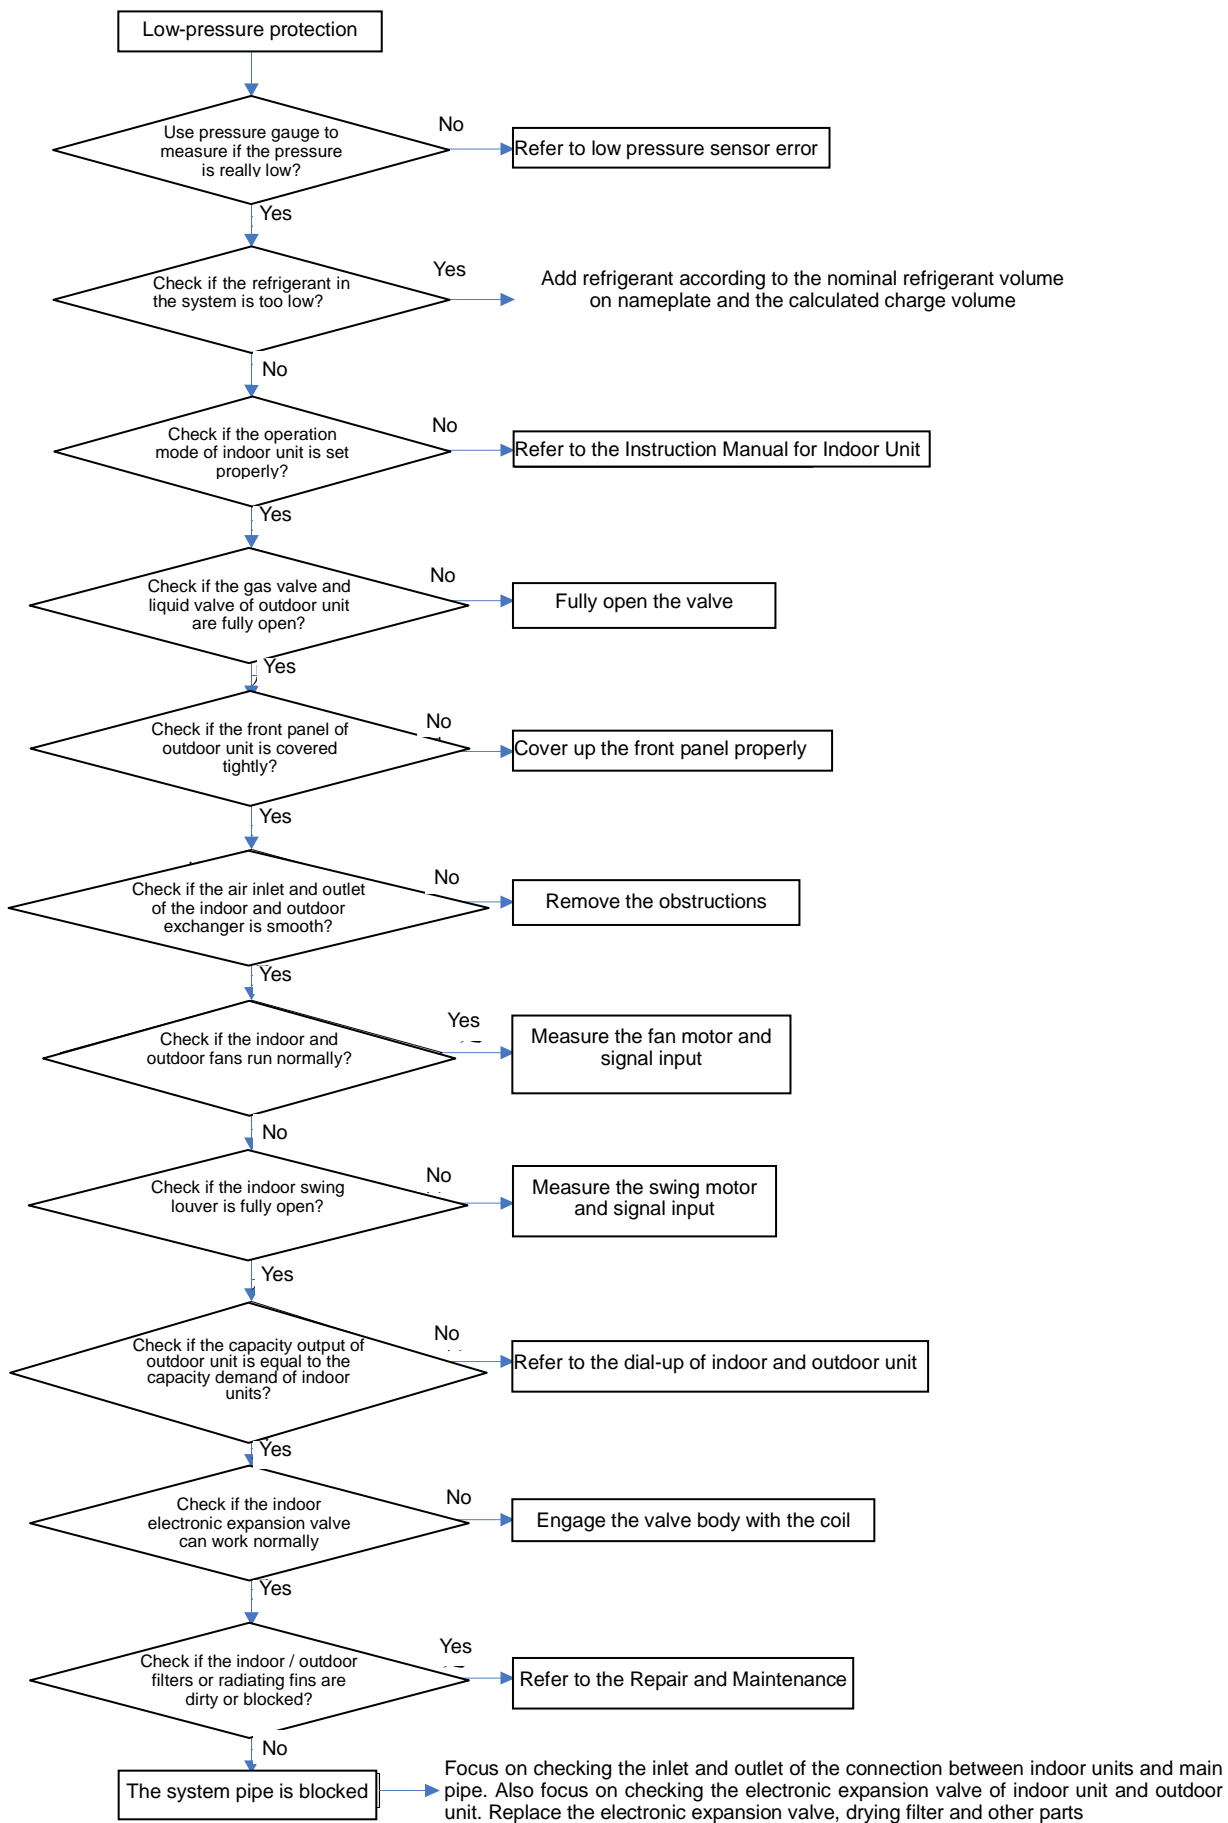 Low-pressure protection
Use pressure gauge to
measure if the pressure
is really low?
No
Refer to low pressure sensor error
Yes
Check if the refrigerant in
the system is too low?
Yes
Add refrigerant according to the nominal refrigerant volume
on nameplate and the calculated charge volume
No
Check if the operation
mode of indoor unit is set
properly?
No
Refer to the Instruction Manual for Indoor Unit
Yes
Check if the gas valve and
liquid valve of outdoor unit
are fully open?
No
Fully open the valve
Yes
Check if the front panel of
outdoor unit is covered
tightly?
No
Cover up the front panel properly
Yes
Check if the air inlet and outlet
of the indoor and outdoor
exchanger is smooth?
No
Remove the obstructions
Yes
Check if the indoor and
outdoor fans run normally?
Yes
Measure the fan motor and
signal input
No
Check if the indoor swing
louver is fully open?
No
Measure the swing motor
and signal input
Yes
Check if the capacity output of
outdoor unit is equal to the
capacity demand of indoor
units?
No
Refer to the dial-up of indoor and outdoor unit
Yes
Check if the indoor
electronic expansion valve
can work normally
No
Engage the valve body with the coil
Yes
Check if the indoor / outdoor
filters or radiating fins are
dirty or blocked?
Yes
Refer to the Repair and Maintenance
No
The system pipe is blocked
Focus on checking the inlet and outlet of the connection between indoor units and main
pipe. Also focus on checking the electronic expansion valve of indoor unit and outdoor
unit. Replace the electronic expansion valve, drying filter and other parts